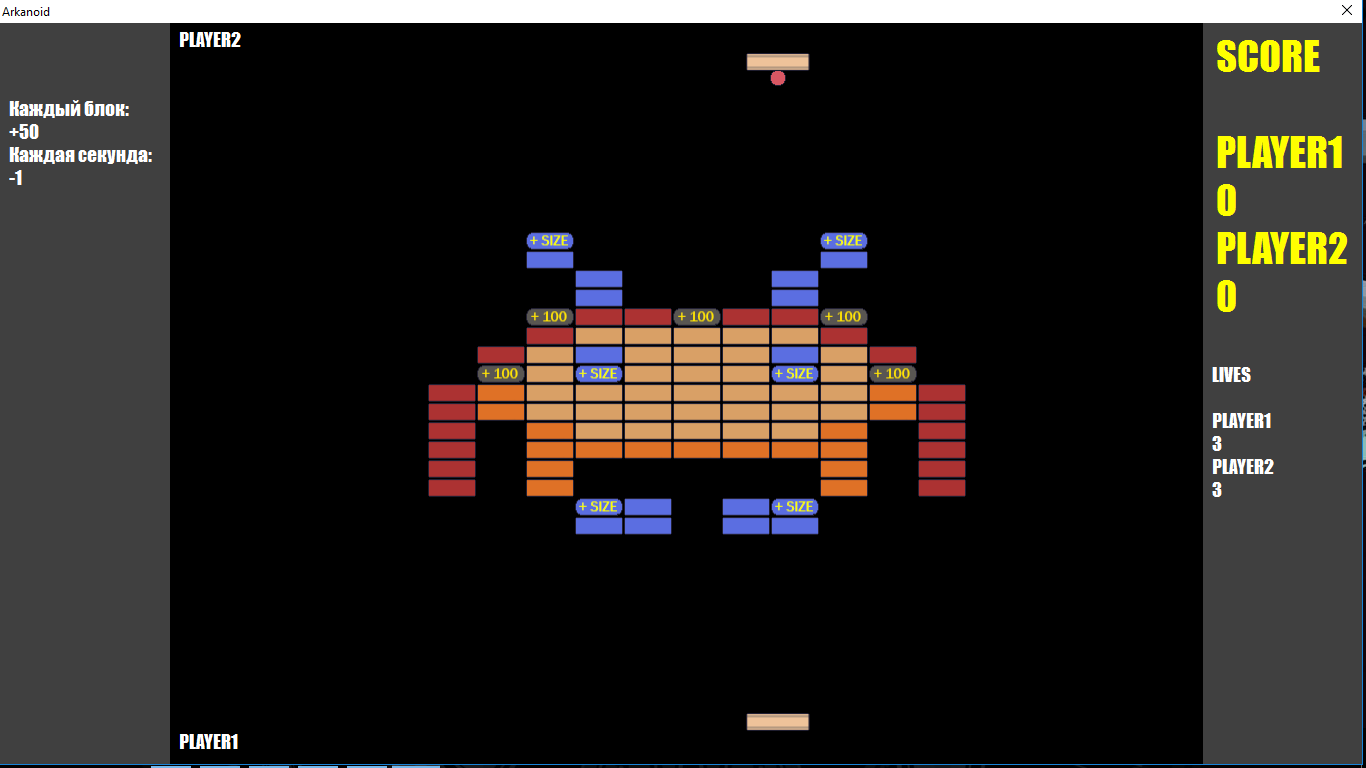 Arkanoid
PLAYER2
Каждый блок:
+50
Каждая секунда:
-1
+ SIZE
+ SIZE
+ 100
+ 100
+ 100
+ 100
+ SIZE
+ SIZE
+ 100
+ SIZE
+ SIZE
PLAYER1
SCORE
PLAYER1
0
PLAYER2
0
LIVES
PLAYER1
3
PLAYER2
3